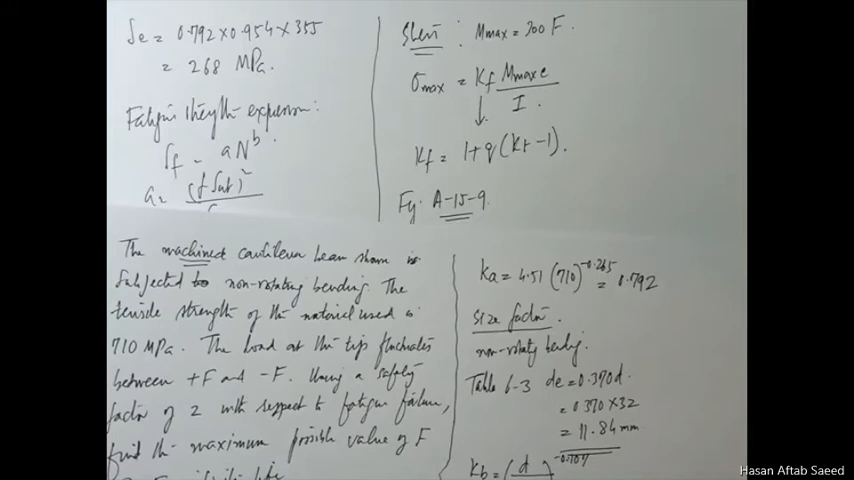 Se = 0.792 x 0.954 x 355
= 268 MPa.
Fatigue strength expression:
Sf = aN^b.
a = (f Sut)^2
Stress : Mmax = 300 F.
σmax = Kf Mmax c / I.
Kf = 1+q(Kt-1).
Fig. A-15-9
The machined cantilever beam shown is
subjected to non-rotating bending. The
tensile strength of the material used is
710 MPa. The load at the tip fluctuates
between +F and -F. Using a safety
factor of 2 with respect to fatigue failure,
find the maximum possible value of F
Ka = 4.51 (710)^-0.265 = 0.792
Size factor.
non-rotating bending.
Table 6-3 de = 0.370d.
= 0.370 x 32
= 11.84 mm.
Kb = (d)^-0.107
Hasan Aftab Saeed